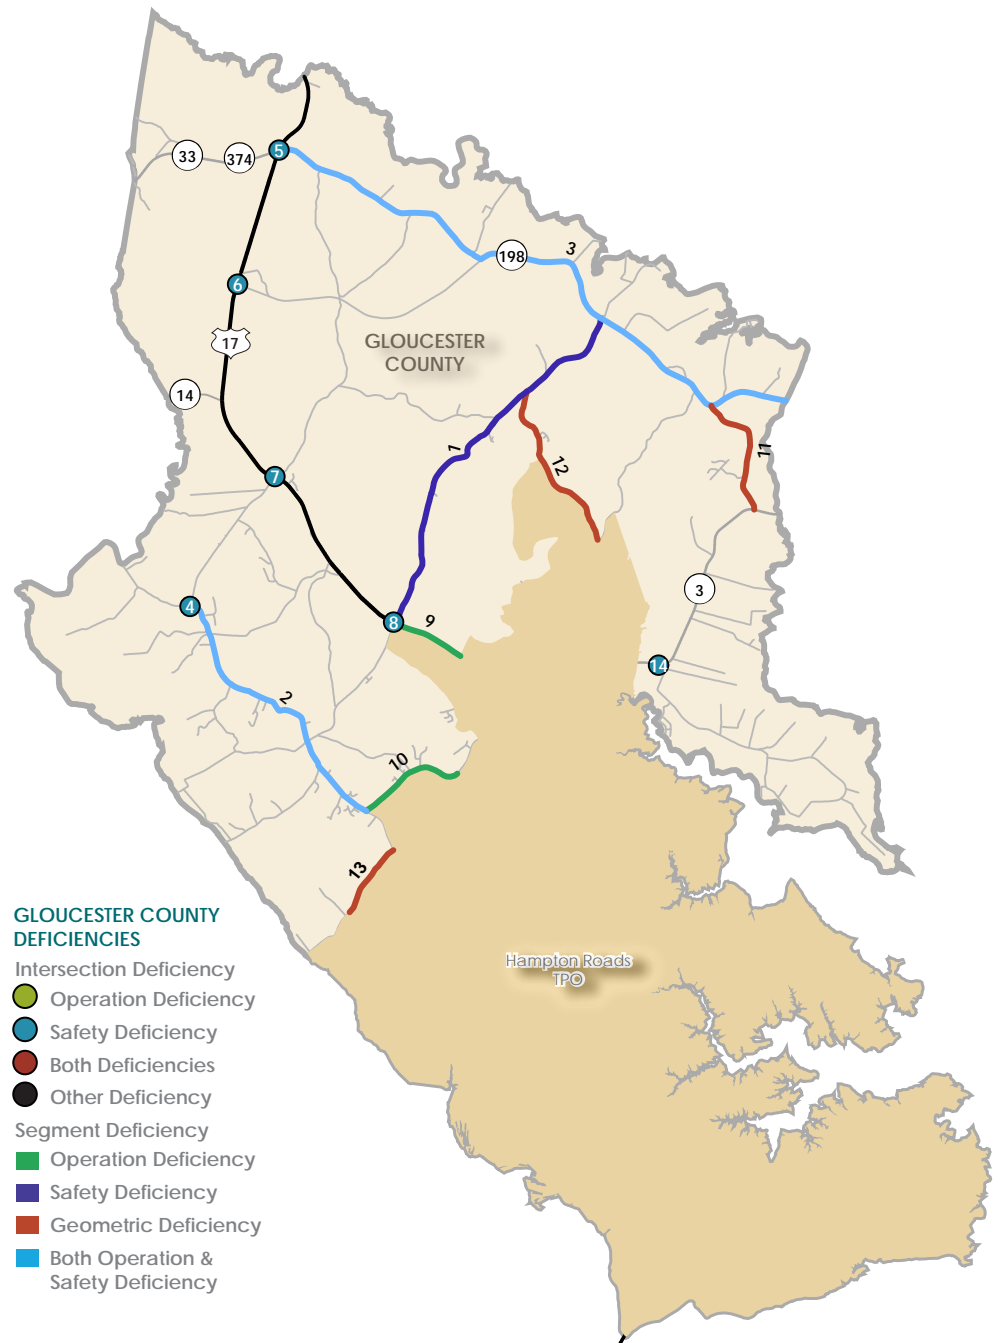 33
374
5
198
3
6
17
GLOUCESTER
COUNTY
14
1
12
11
7
3
4
8
9
14
2
10
13
GLOUCESTER COUNTY
DEFICIENCIES
Intersection Deficiency
Operation Deficiency
Safety Deficiency
Both Deficiencies
Other Deficiency
Segment Deficiency
Operation Deficiency
Safety Deficiency
Geometric Deficiency
Both Operation &
Safety Deficiency
Hampton Roads
TPO